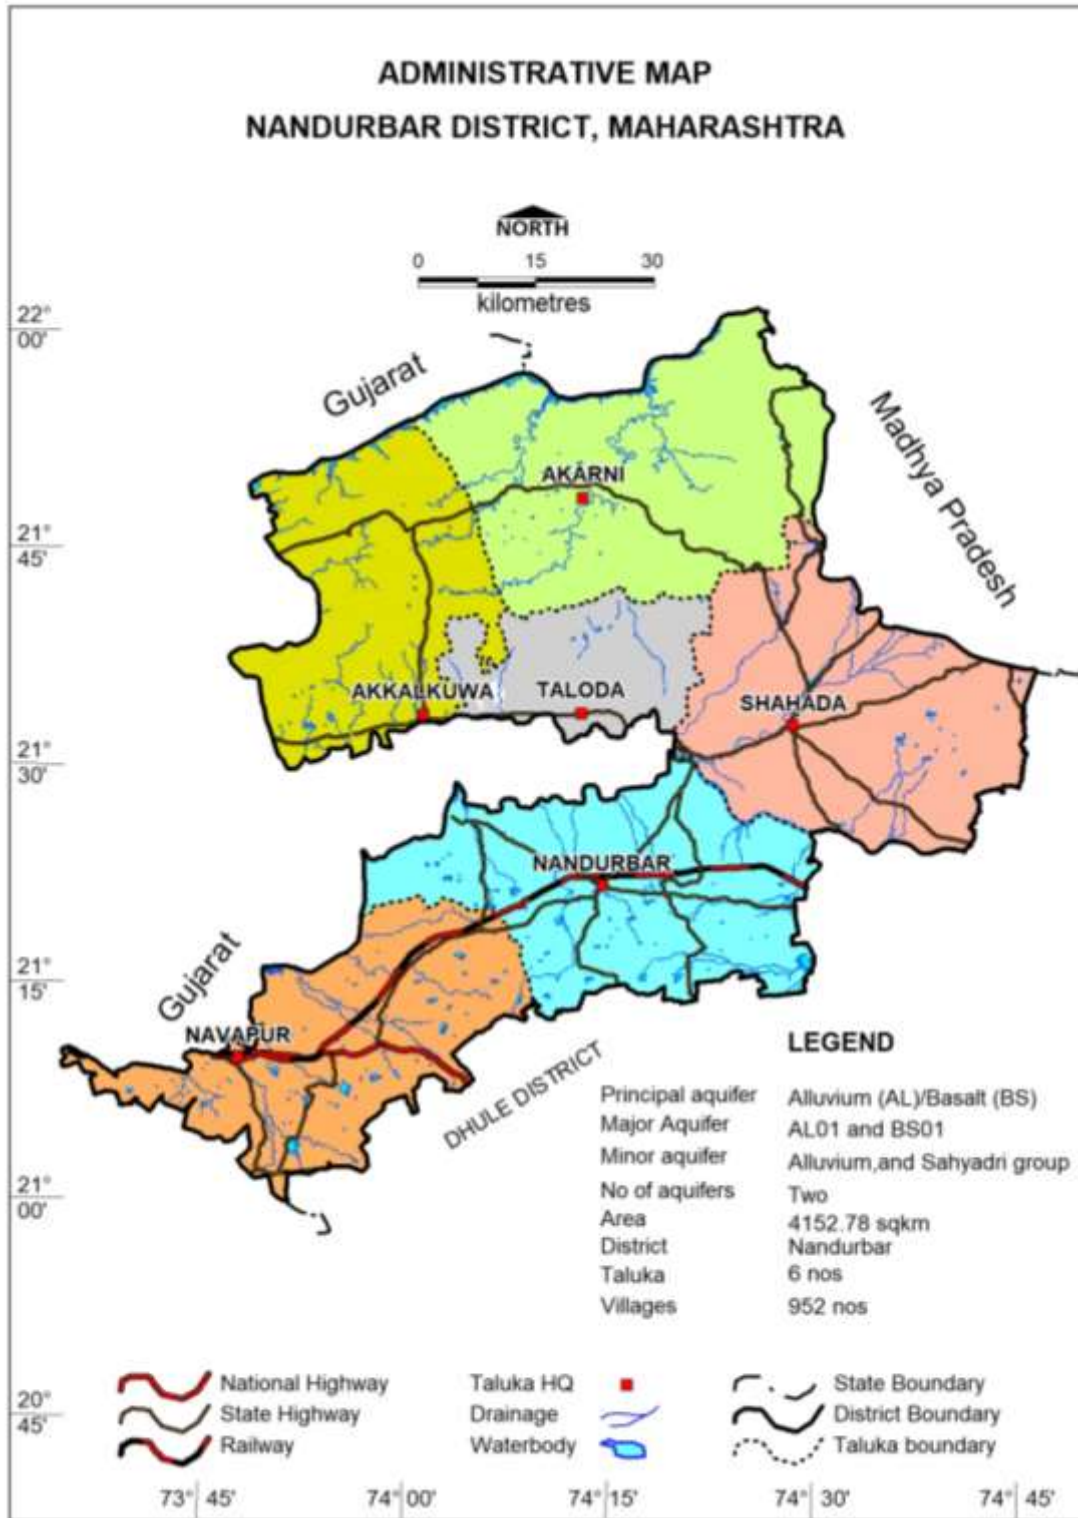 ADMINISTRATIVE MAP
NANDURBAR DISTRICT, MAHARASHTRA
NORTH
0 15 30
kilometres
22° 00'
Gujarat
Madhya Pradesh
AKARNI
21° 45'
AKKALKUWA
TALODA
SHAHADA
21° 30'
NANDURBAR
Gujarat
21° 15'
NAVAPUR
DHULE DISTRICT
21° 00'
LEGEND
Principal aquifer Alluvium (AL)/Basalt (BS)
Major Aquifer AL01 and BS01
Minor aquifer Alluvium,and Sahyadri group
No of aquifers Two
Area 4152.78 sqkm
District Nandurbar
Taluka 6 nos
Villages 952 nos
National Highway Taluka HQ State Boundary
State Highway Drainage District Boundary
Railway Waterbody Taluka boundary
20° 45'
73° 45' 74° 00' 74° 15' 74° 30' 74° 45'